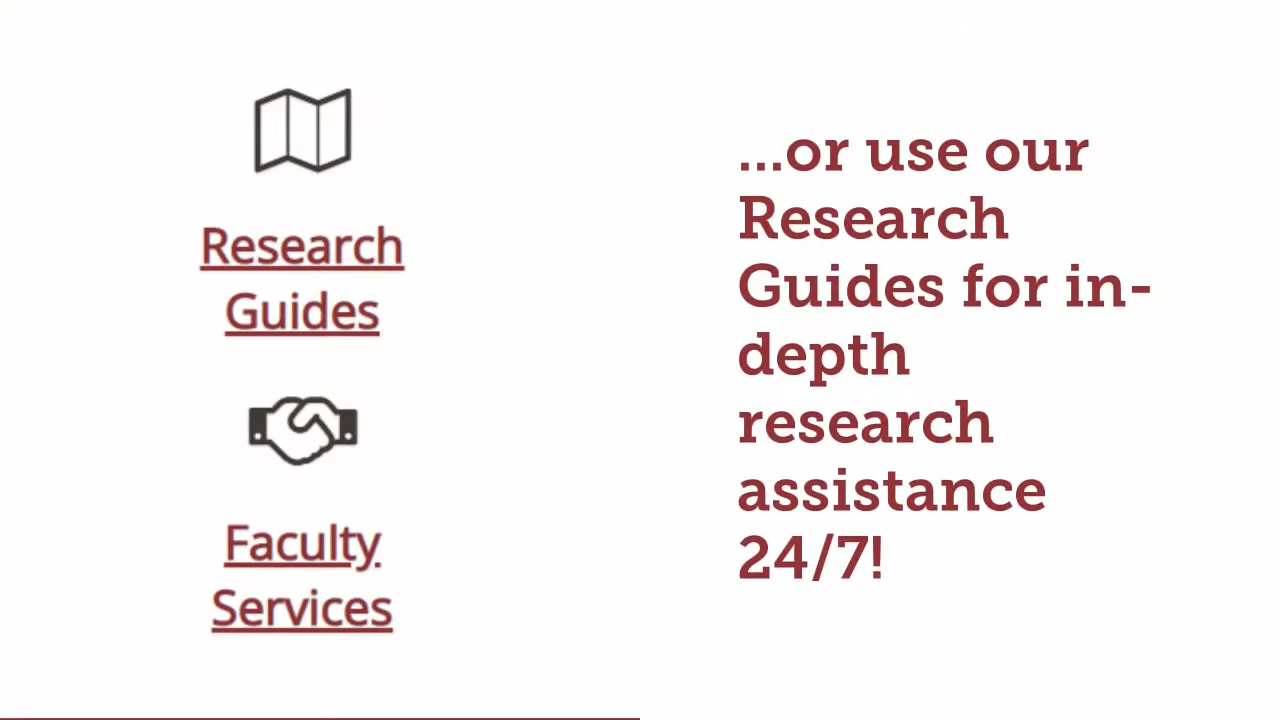 Research
Guides
Faculty
Services
...or use our
Research
Guides for in-
depth
research
assistance
24/7!